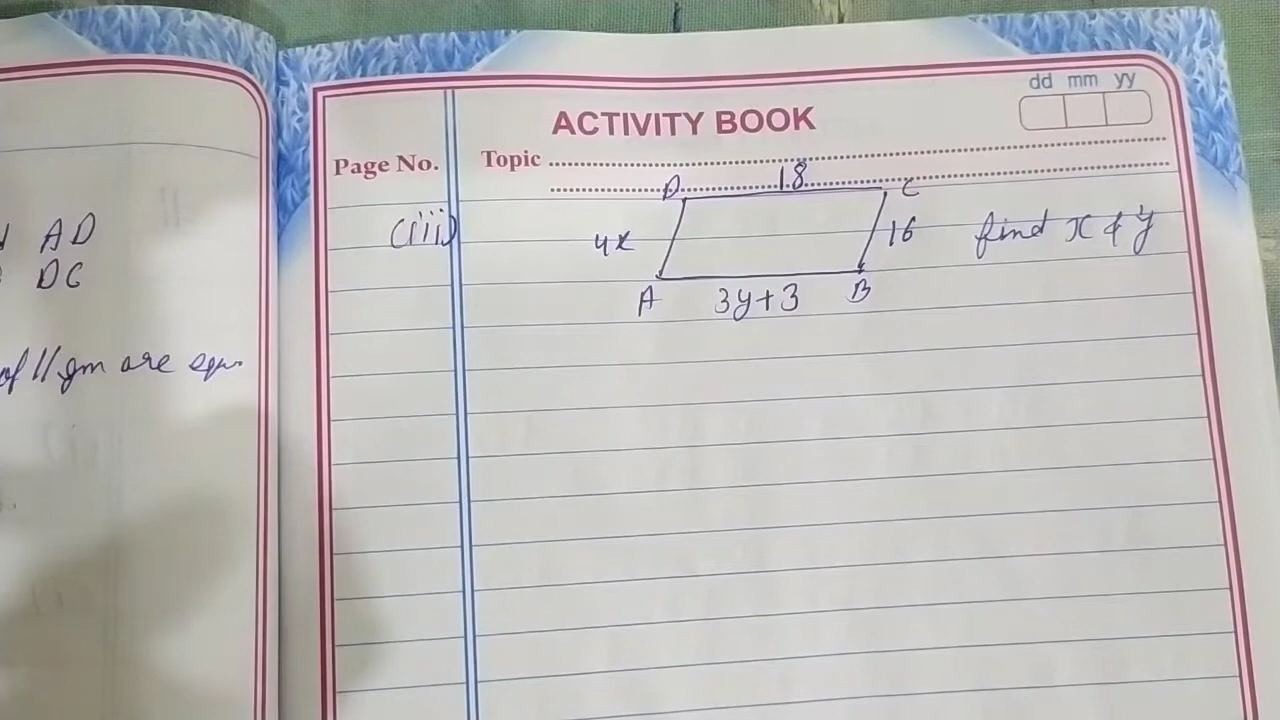 AD
DC
of ||gm are equ
dd mm yy
ACTIVITY BOOK
Page No.
Topic
D 18 C
(iii) 4x 16 find x & y
A 3y+3 B